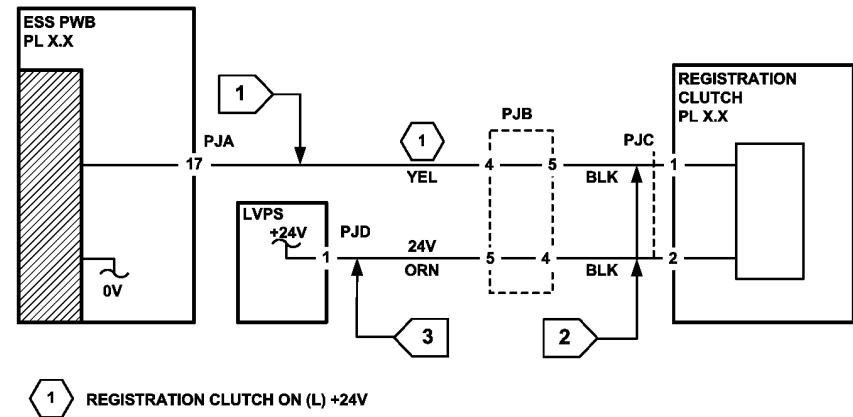 ESS PWB
PL X.X
REGISTRATION
CLUTCH
PL X.X
1
PJB
1
PJA
PJC
17
4
5
1
YEL
BLK
LVPS
+24V
PJD
24V
1
5
4
2
ORN
BLK
0V
3
2
1 REGISTRATION CLUTCH ON (L) +24V